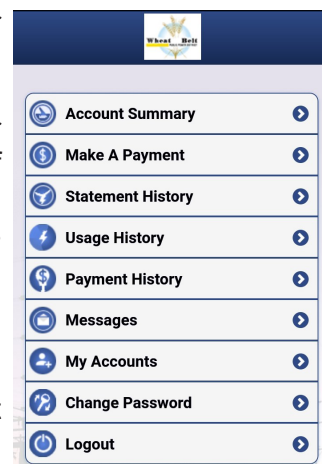 Wheat Belt
Account Summary
Make A Payment
Statement History
Usage History
Payment History
Messages
My Accounts
Change Password
Logout